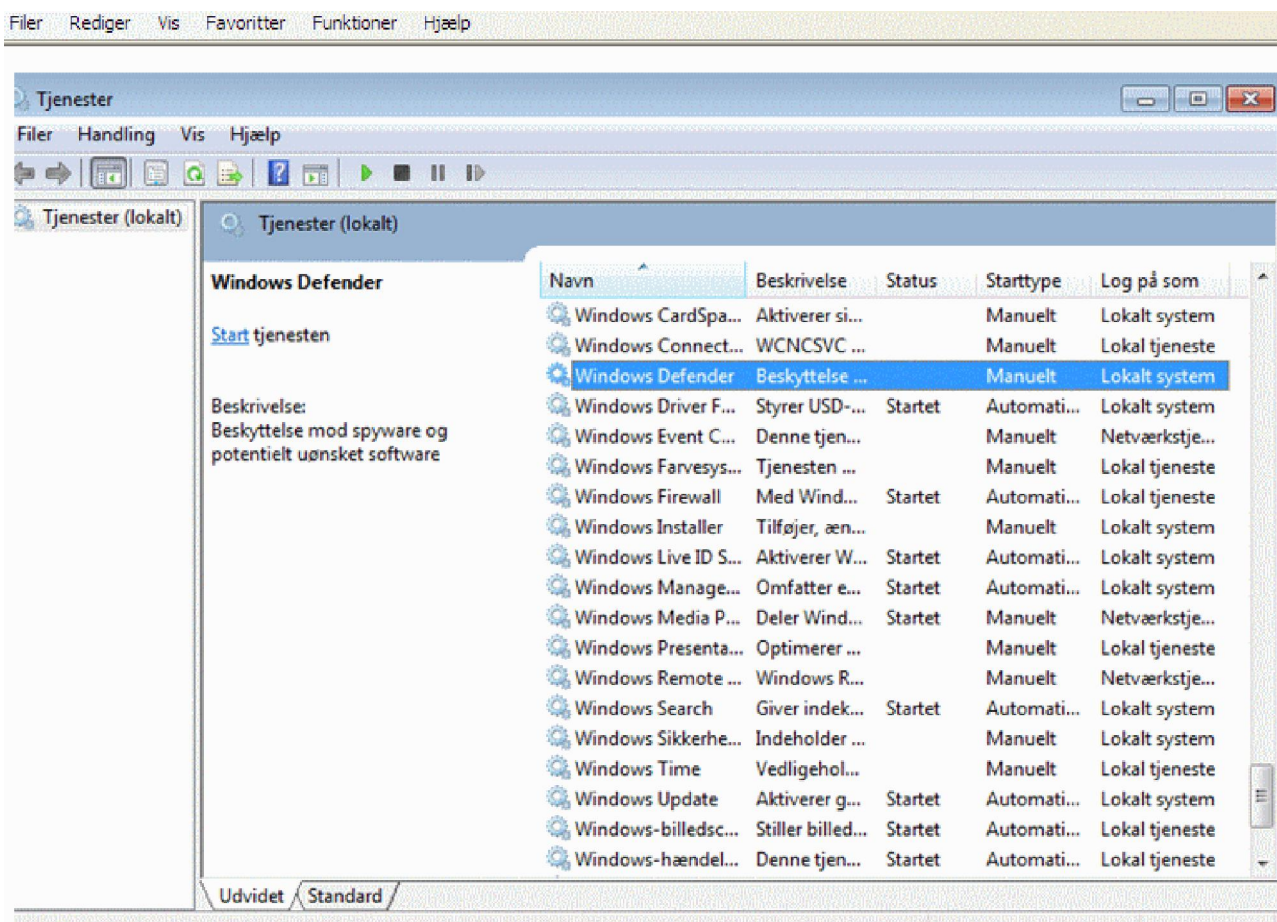 Filer Rediger Vis Favoritter Funktioner Hjælp
Tjenester
Filer Handling Vis Hjælp
Tjenester (lokalt)
Tjenester (lokalt)
Windows Defender
Start tjenesten
Beskrivelse:
Beskyttelse mod spyware og
potentielt uønsket software
Navn Beskrivelse Status Starttype Log på som
Windows CardSpa... Aktiverer si... Manuelt Lokalt system
Windows Connect... WCNCSVC ... Manuelt Lokal tjeneste
Windows Defender Beskyttelse ... Manuelt Lokalt system
Windows Driver F... Styrer USD-... Startet Automati... Lokalt system
Windows Event C... Denne tjen... Manuelt Netværkstje...
Windows Farvesys... Tjenesten ... Manuelt Lokal tjeneste
Windows Firewall Med Wind... Startet Automati... Lokal tjeneste
Windows Installer Tilføjer, æn... Manuelt Lokalt system
Windows Live ID S... Aktiverer W... Startet Automati... Lokalt system
Windows Manage... Omfatter e... Startet Automati... Lokalt system
Windows Media P... Deler Wind... Startet Manuelt Netværkstje...
Windows Presenta... Optimerer ... Manuelt Lokal tjeneste
Windows Remote ... Windows R... Manuelt Netværkstje...
Windows Search Giver indek... Startet Automati... Lokalt system
Windows Sikkerhe... Indeholder ... Manuelt Lokalt system
Windows Time Vedligehol... Manuelt Lokal tjeneste
Windows Update Aktiverer g... Startet Automati... Lokalt system
Windows-billedsc... Stiller billed... Startet Automati... Lokal tjeneste
Windows-hændel... Denne tjen... Startet Automati... Lokal tjeneste
Udvidet Standard